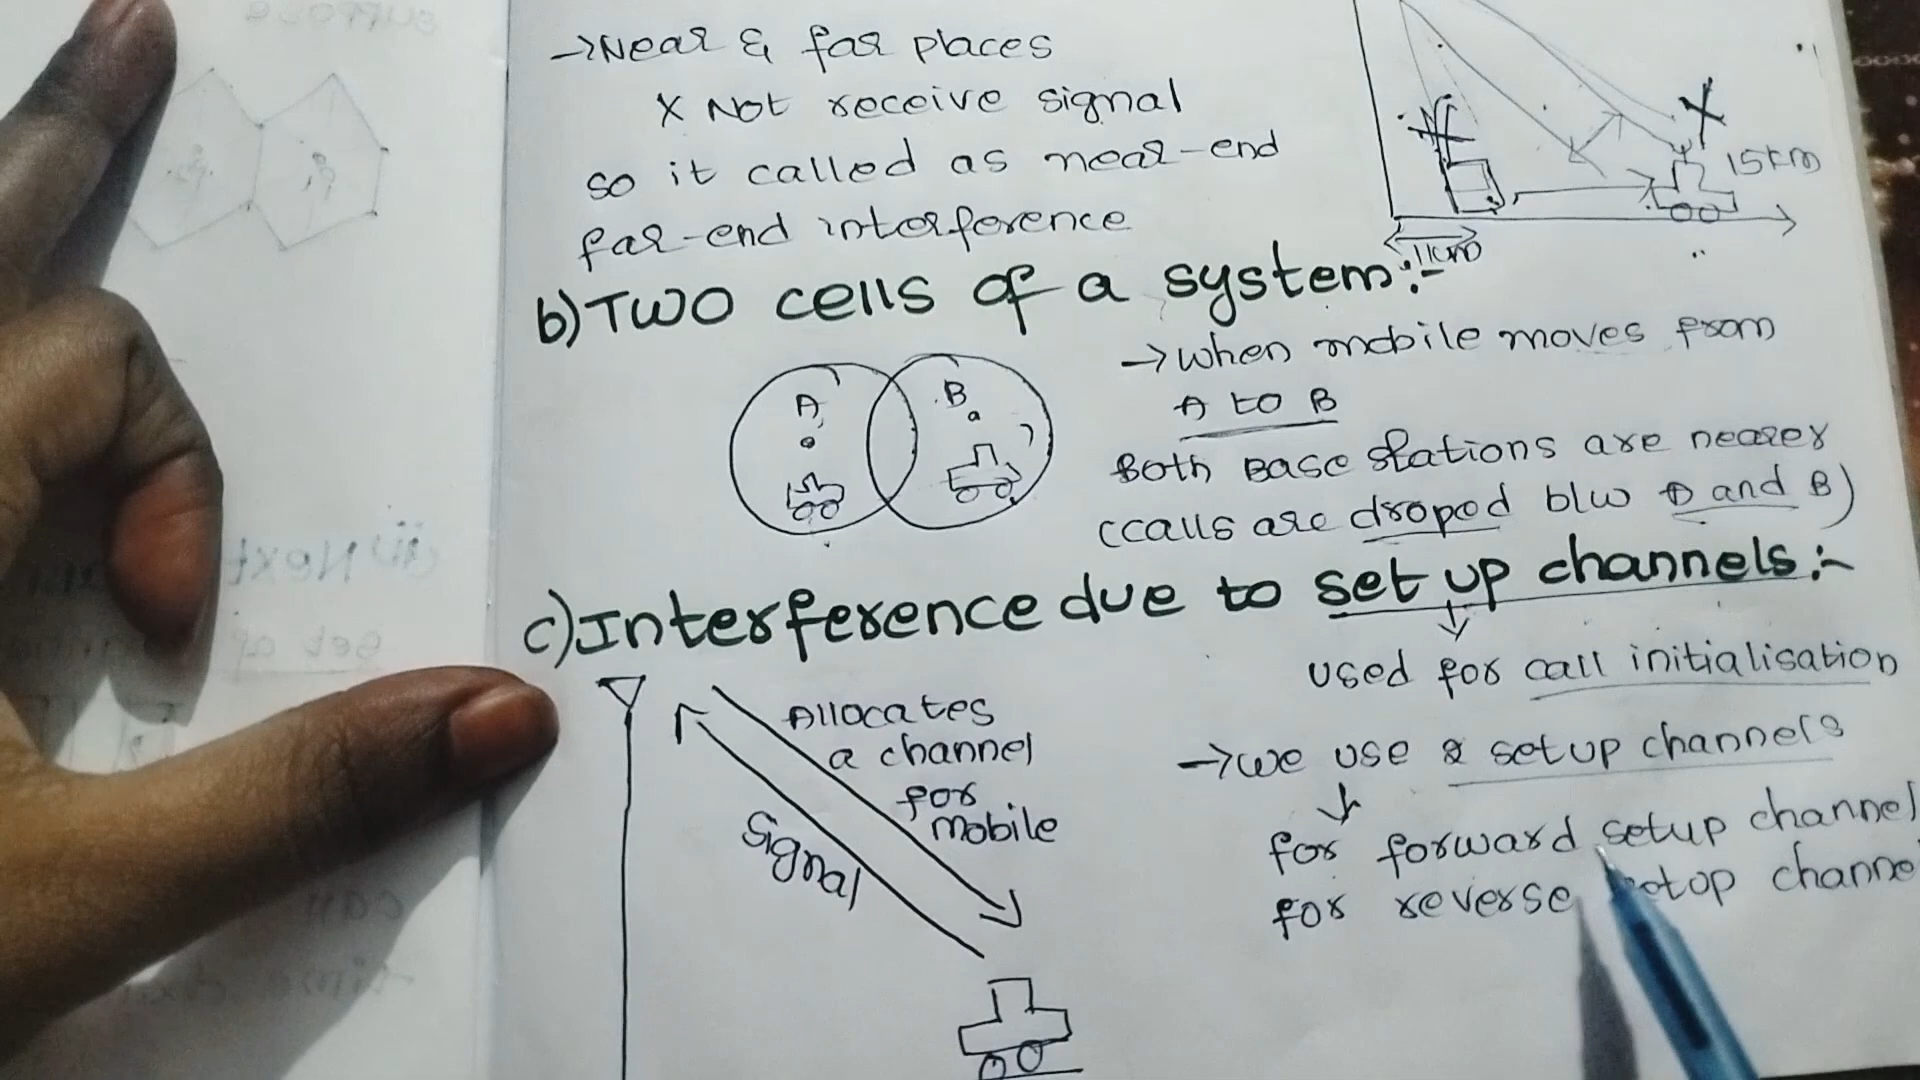 →Near & far places
X Not receive signal
so it called as near-end
far-end interference
15km
11km
b) Two cells of a system:-
A
B
→when mobile moves from
A to B
Both Base stations are nearer
(calls are droped b/w A and B)
c) Interference due to set up channels:-
used for call initialisation
Allocates
a channel
for
mobile
signal
→we use 2 setup channels
for forward setup channel
for reverse setup channe